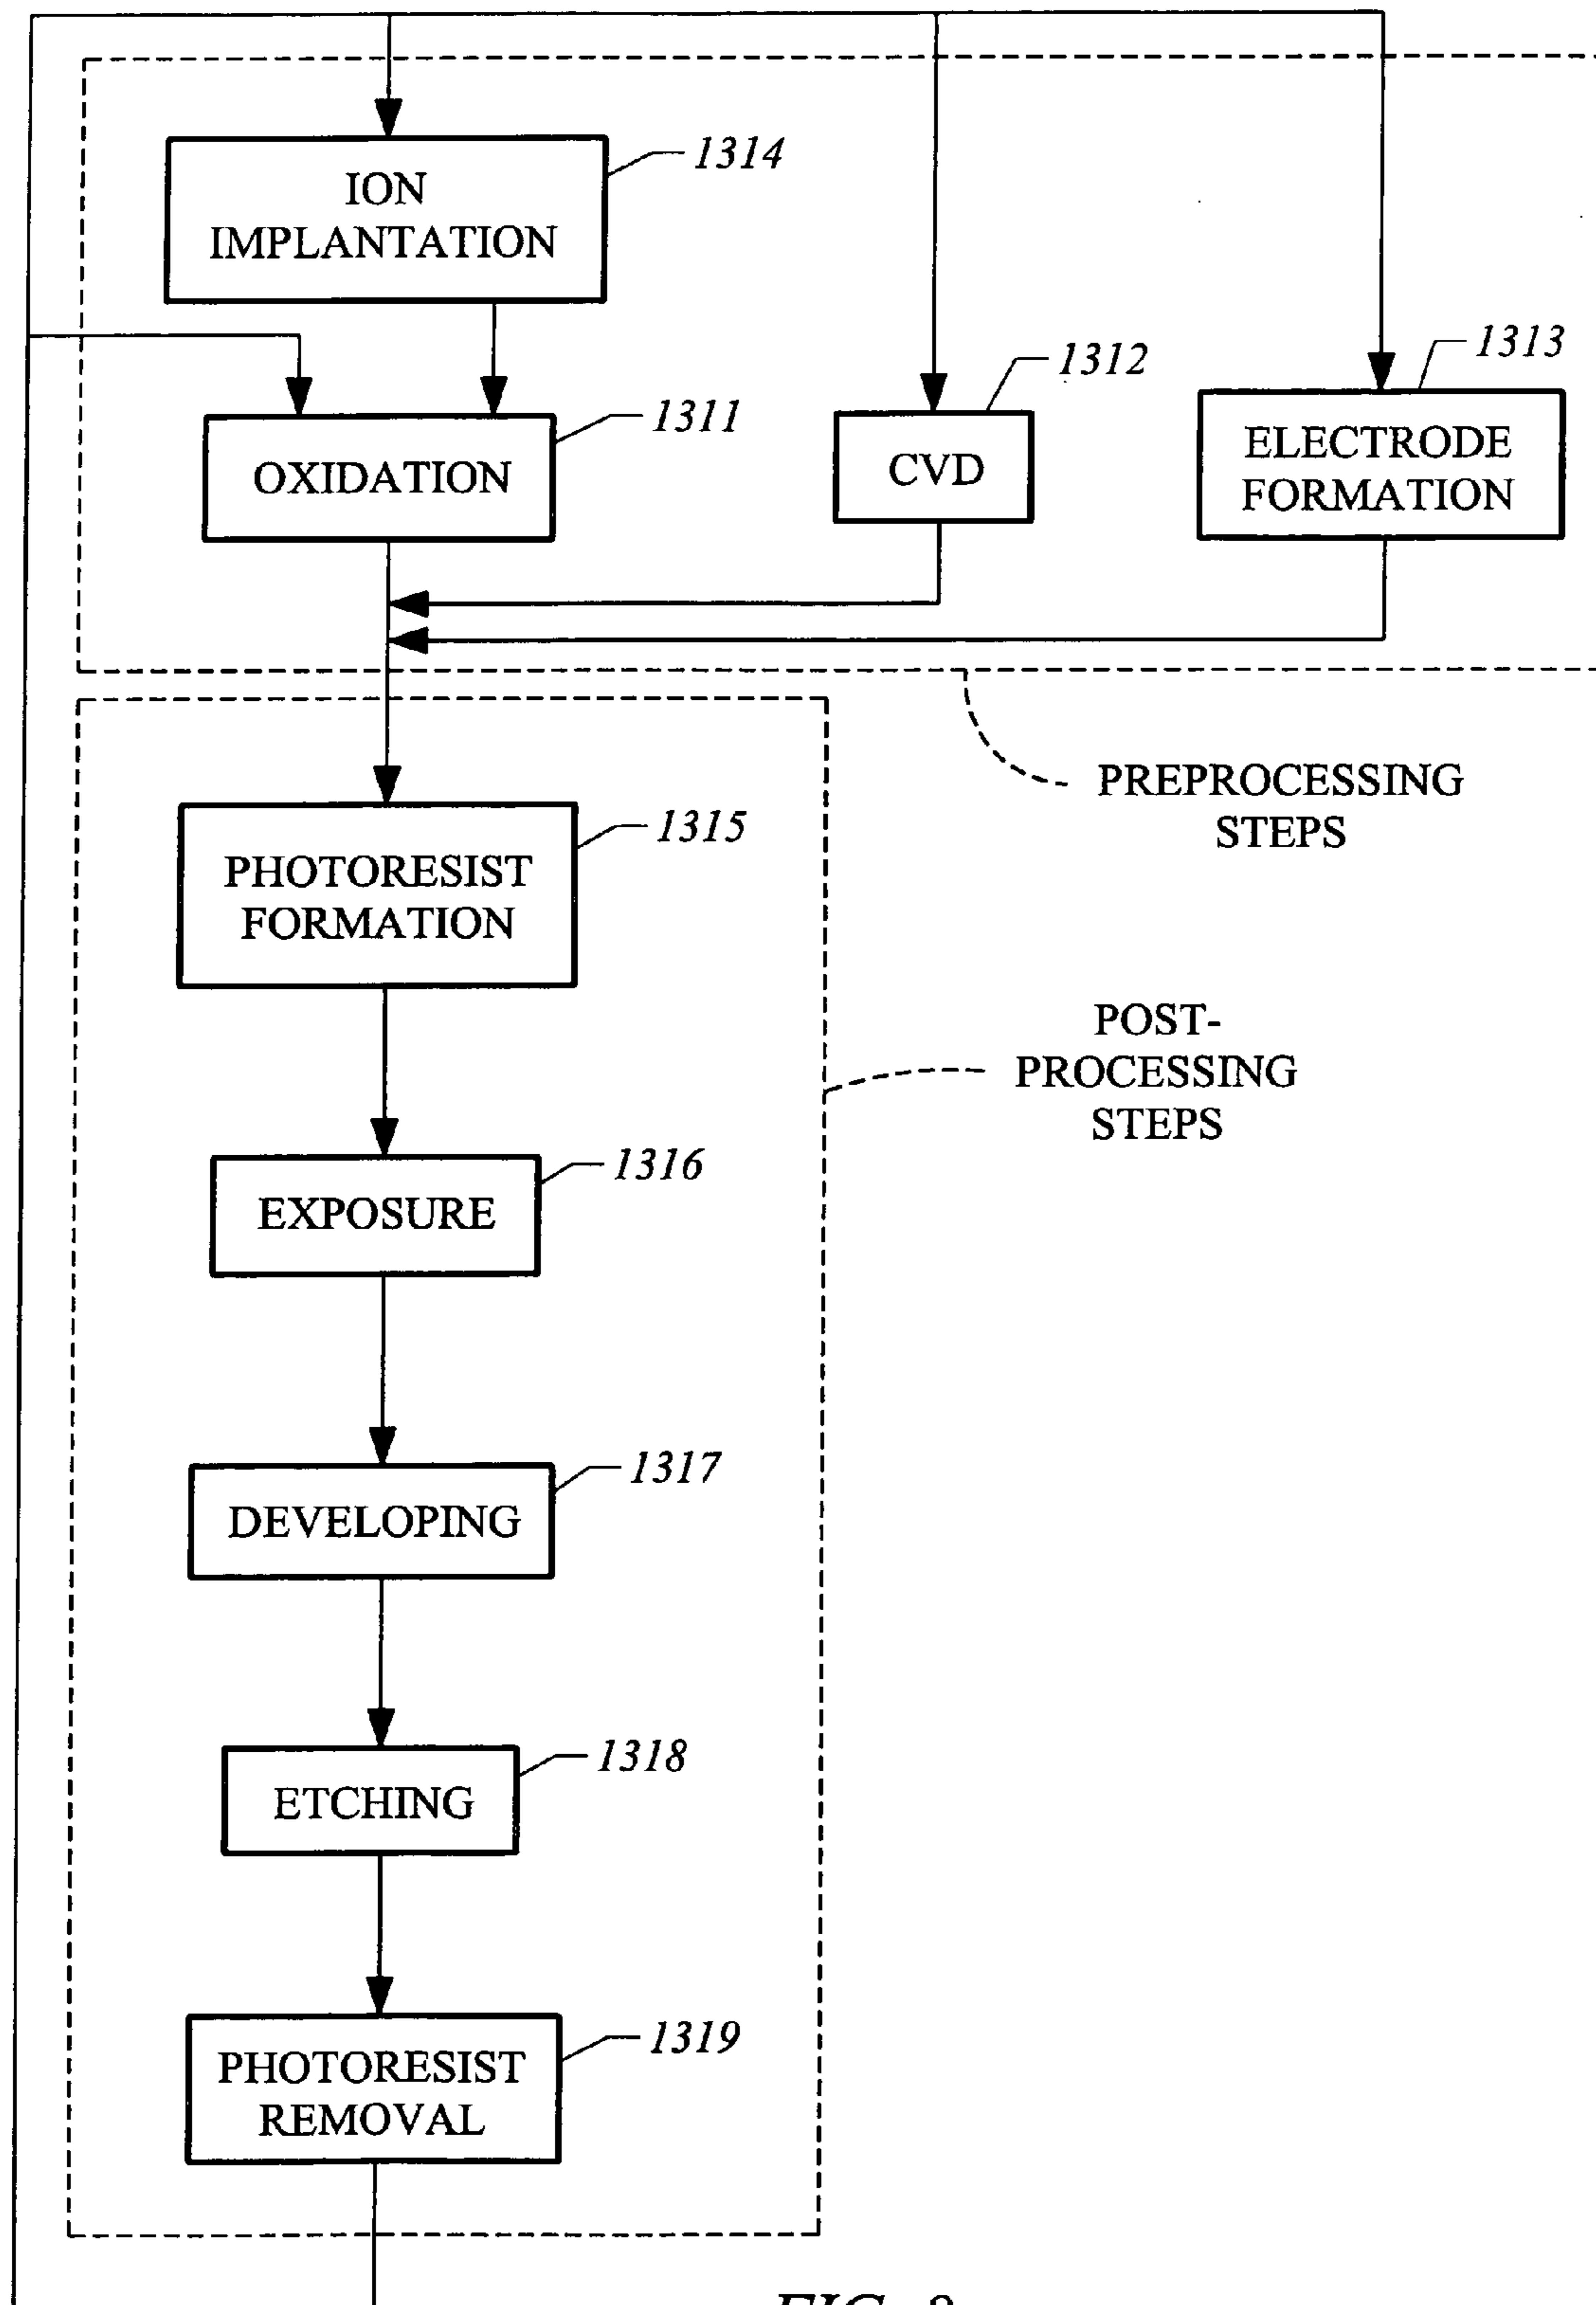 1314
ION
IMPLANTATION
1312
1313
1311
OXIDATION
CVD
ELECTRODE
FORMATION
PREPROCESSING
STEPS
1315
PHOTORESIST
FORMATION
POST-
PROCESSING
STEPS
1316
EXPOSURE
1317
DEVELOPING
1318
ETCHING
1319
PHOTORESIST
REMOVAL
FIG.